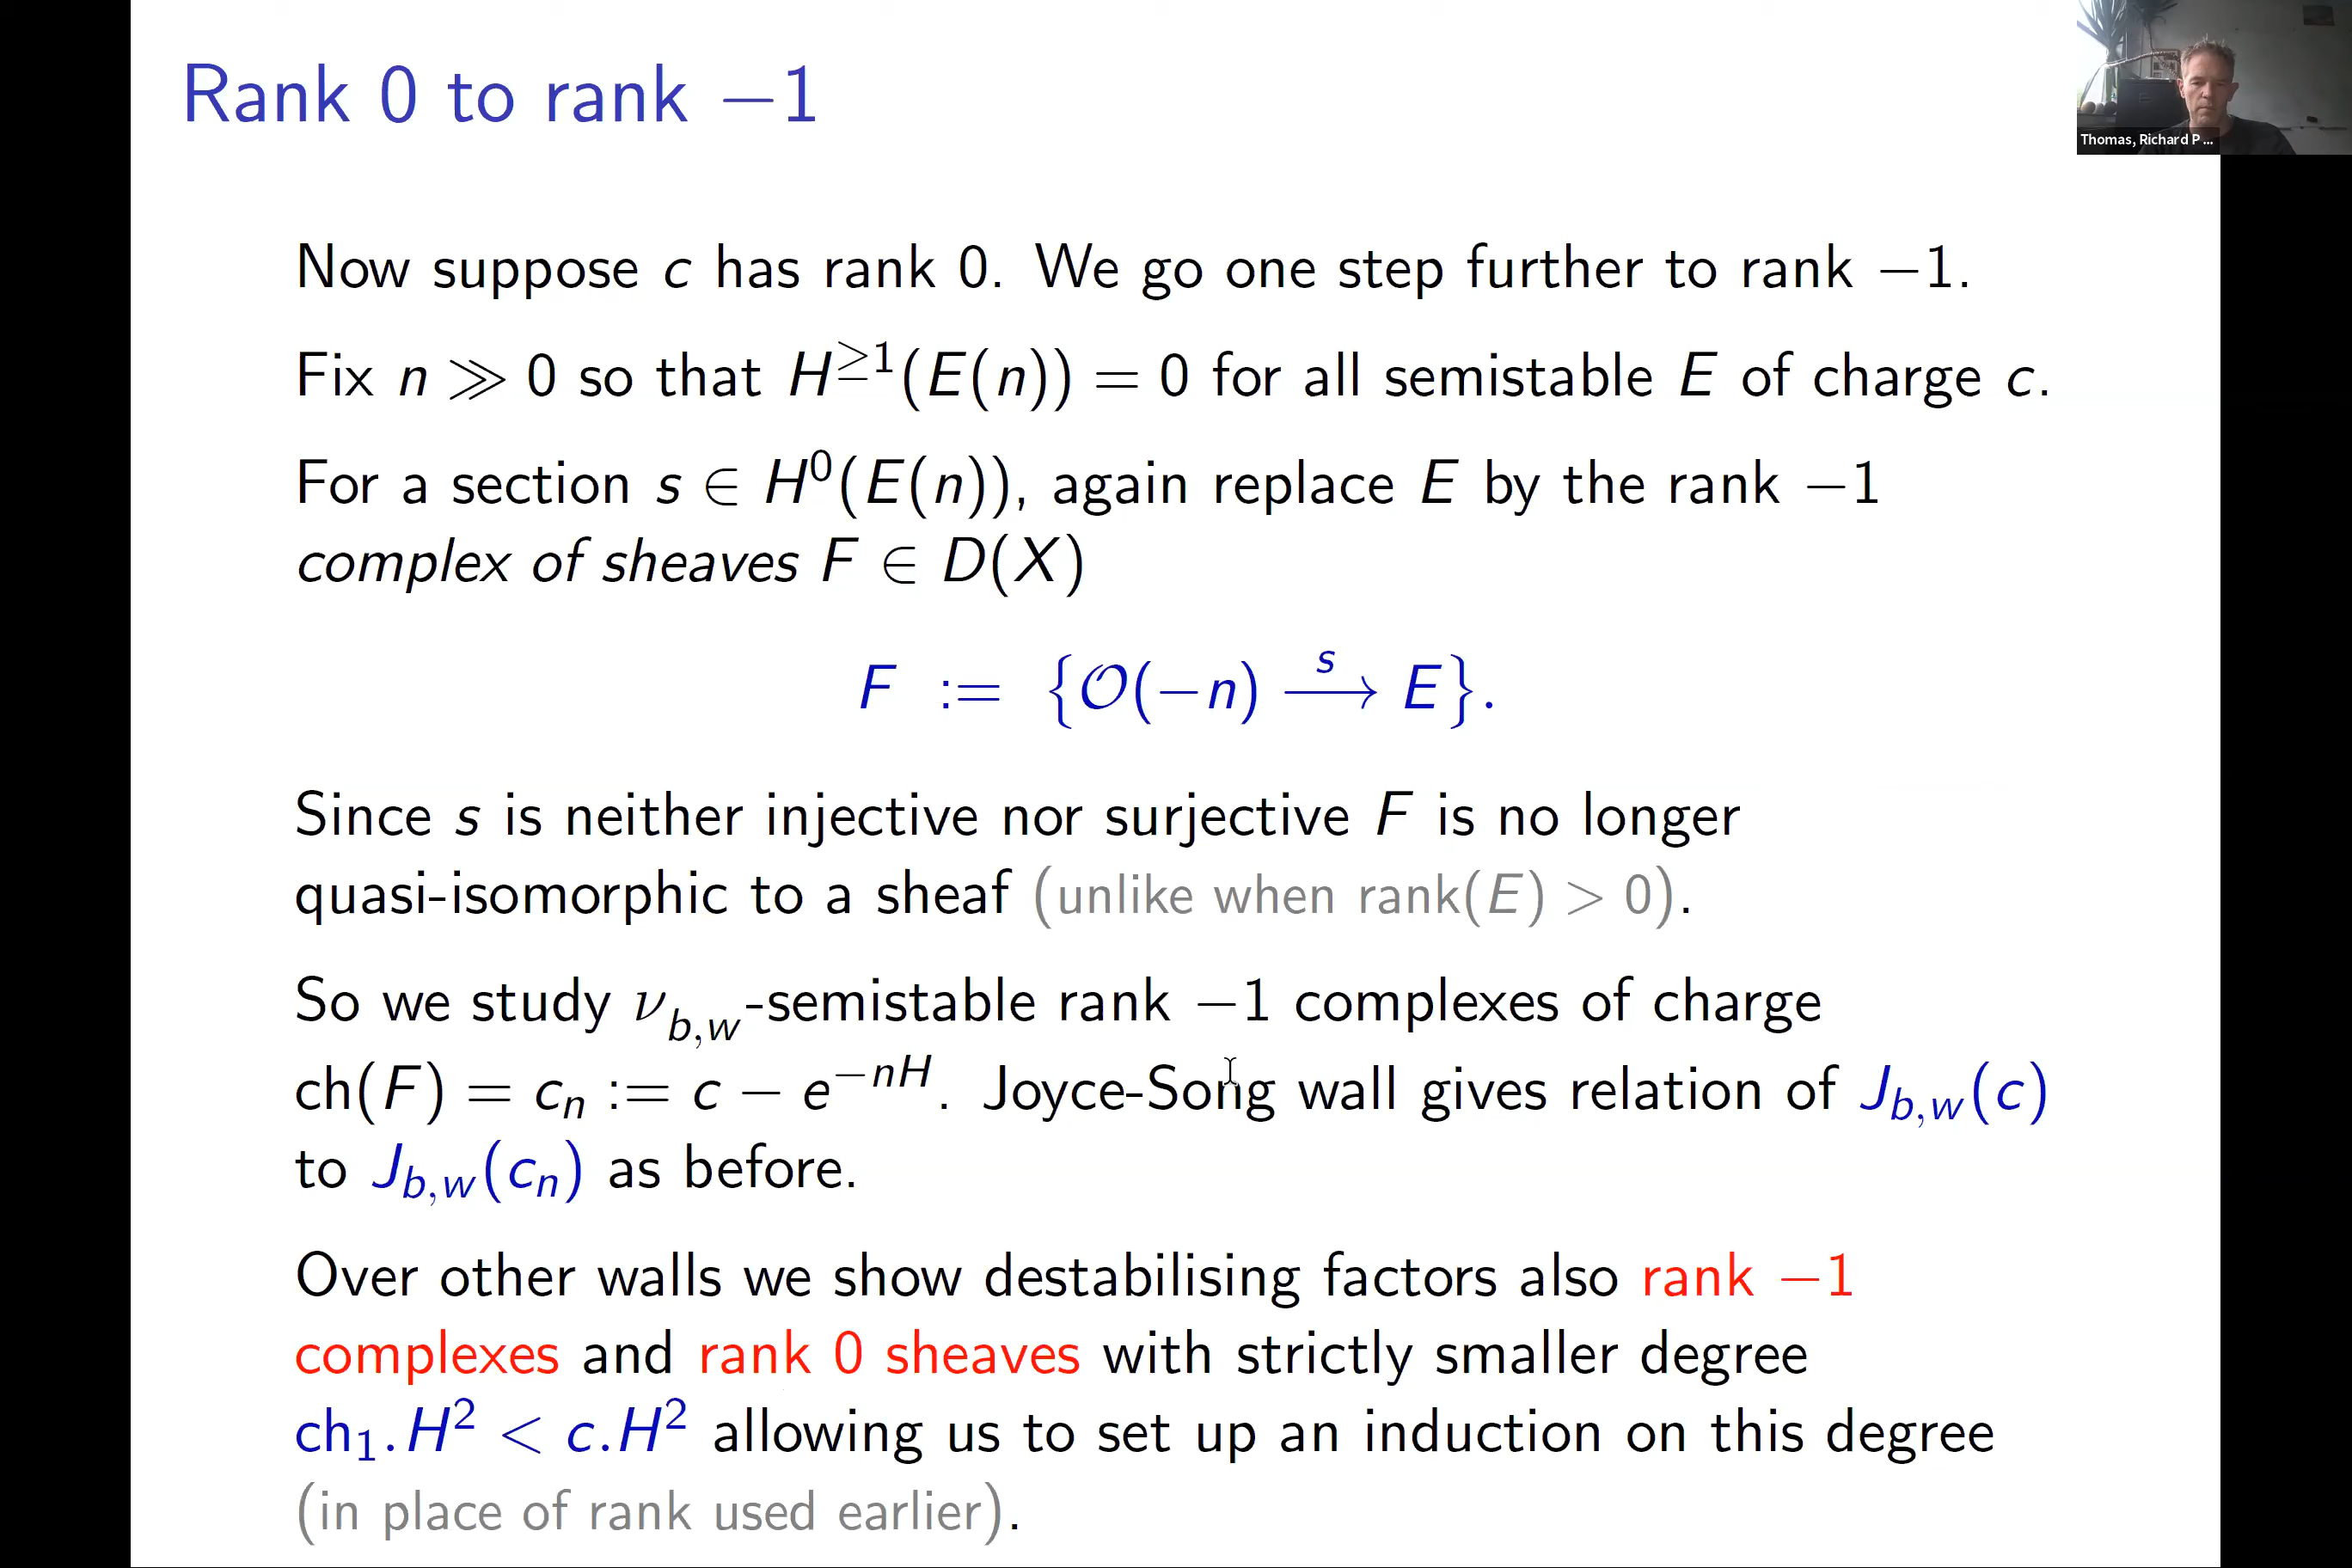 Rank 0 to rank −1
Thomas, Richard P ...
Now suppose c has rank 0. We go one step further to rank −1.
Fix n ≫ 0 so that H^{≥1}(E(n)) = 0 for all semistable E of charge c.
For a section s ∈ H^0(E(n)), again replace E by the rank −1
complex of sheaves F ∈ D(X)
F := {𝒪(−n) —s→ E}.
Since s is neither injective nor surjective F is no longer
quasi-isomorphic to a sheaf (unlike when rank(E) > 0).
So we study ν_{b,w}-semistable rank −1 complexes of charge
ch(F) = c_n := c − e^{−nH}. Joyce-Song wall gives relation of J_{b,w}(c)
to J_{b,w}(c_n) as before.
Over other walls we show destabilising factors also rank −1
complexes and rank 0 sheaves with strictly smaller degree
ch_1.H^2 < c.H^2 allowing us to set up an induction on this degree
(in place of rank used earlier).